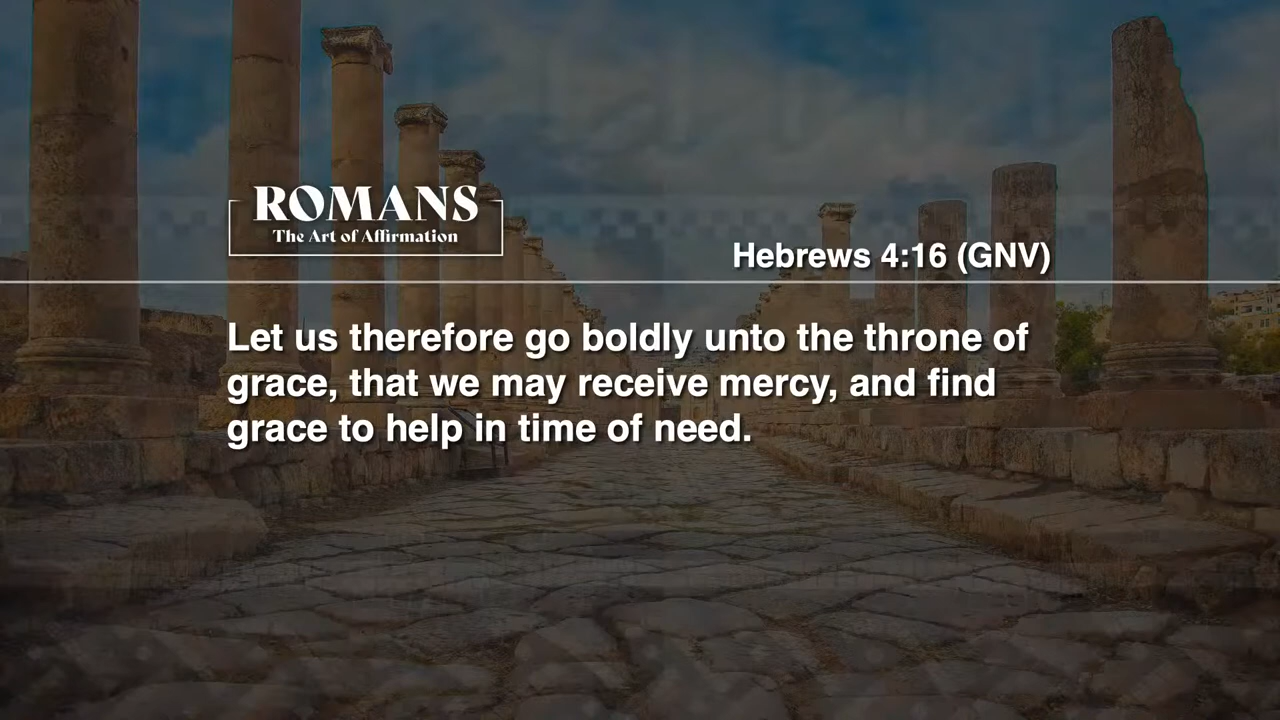 ROMANS
The Art of Affirmation
Hebrews 4:16 (GNV)
Let us therefore go boldly unto the throne of
grace, that we may receive mercy, and find
grace to help in time of need.